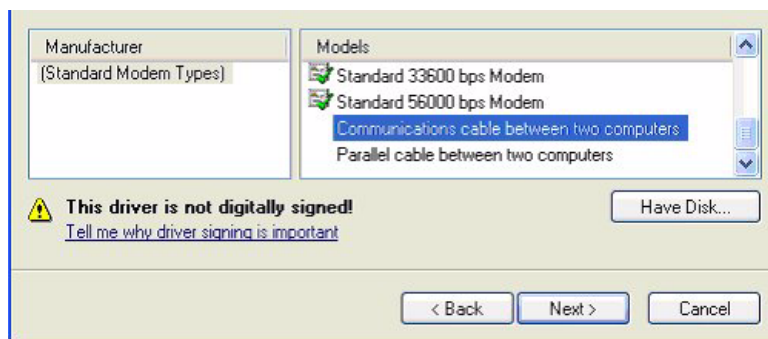 Manufacturer
(Standard Modem Types)
Models
Standard 33600 bps Modem
Standard 56000 bps Modem
Communications cable between two computers
Parallel cable between two computers
This driver is not digitally signed!
Tell me why driver signing is important
Have Disk...
< Back
Next >
Cancel